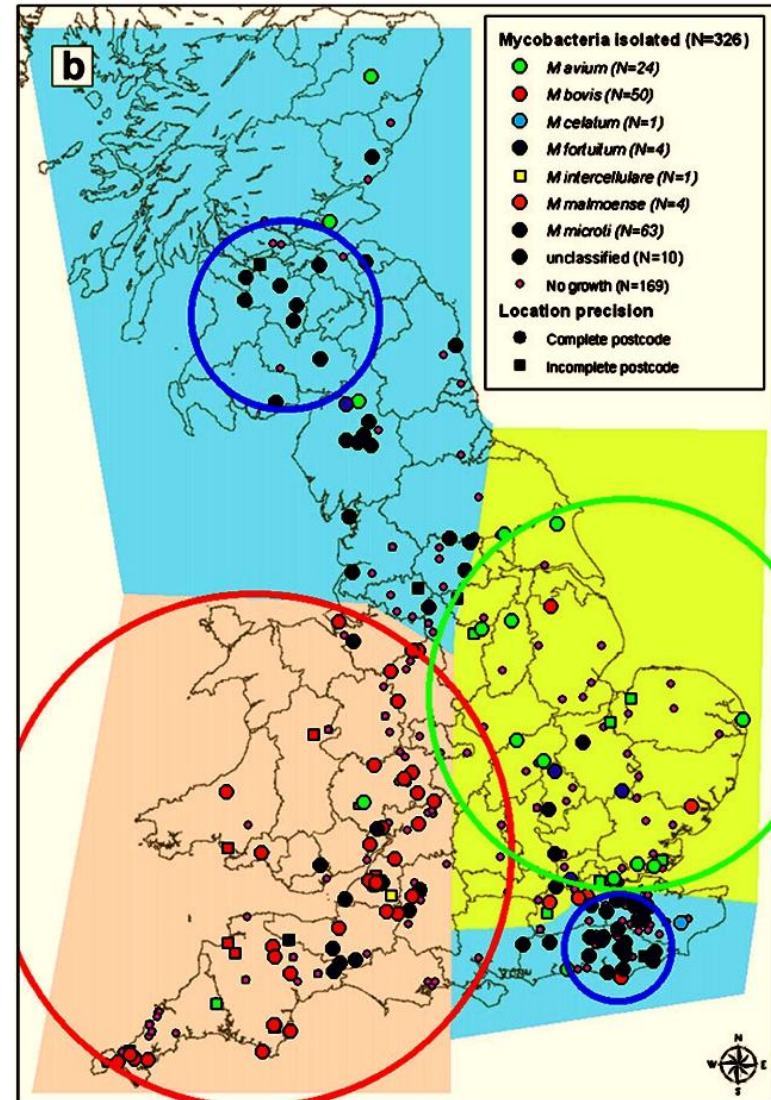 b
Mycobacteria isolated (N=326)
M avium (N=24)
M bovis (N=50)
M celatum (N=1)
M fortuitum (N=4)
M intercellulare (N=1)
M malmoense (N=4)
M microti (N=63)
unclassified (N=10)
No growth (N=169)
Location precision
Complete postcode
Incomplete postcode
N
W E
S